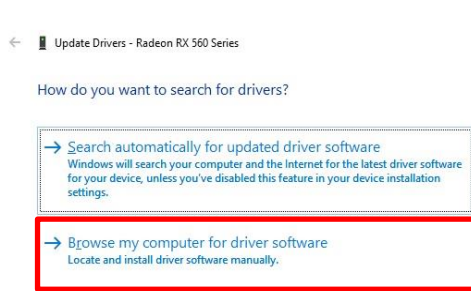 Update Drivers - Radeon RX 560 Series
How do you want to search for drivers?
Search automatically for updated driver software
Windows will search your computer and the Internet for the latest driver software
for your device, unless you've disabled this feature in your device installation
settings.
Browse my computer for driver software
Locate and install driver software manually.